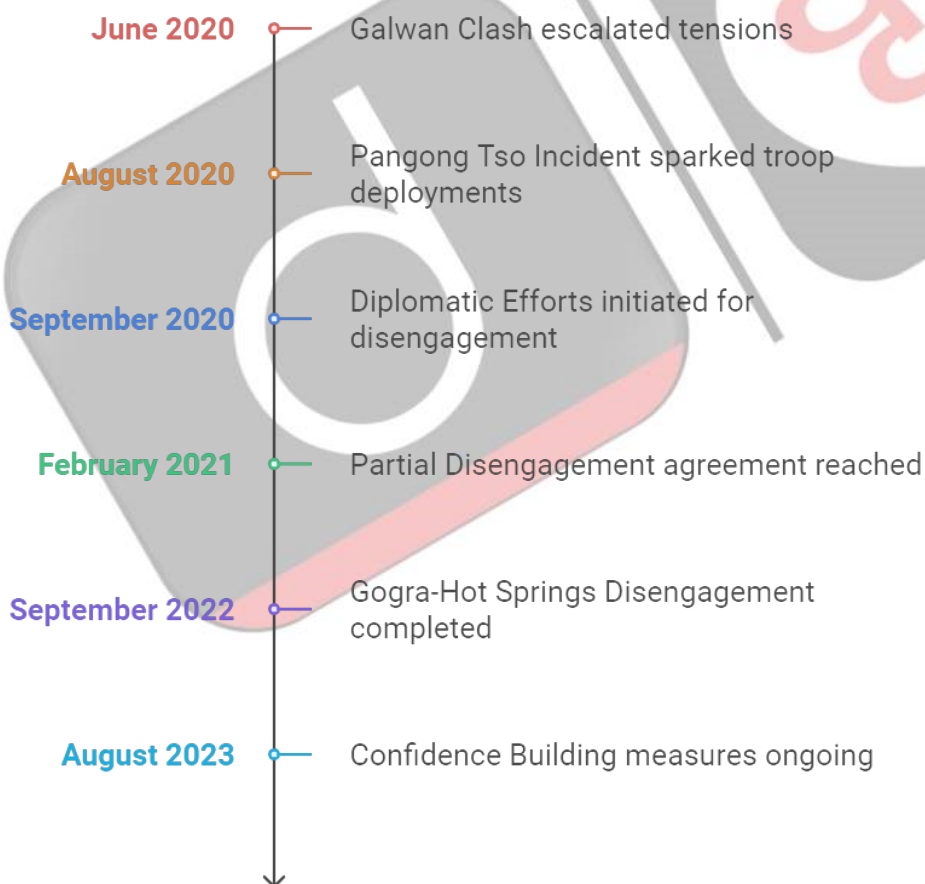 June 2020
Galwan Clash escalated tensions
August 2020
Pangong Tso Incident sparked troop
deployments
September 2020
Diplomatic Efforts initiated for
disengagement
February 2021
Partial Disengagement agreement reached
September 2022
Gogra-Hot Springs Disengagement
completed
August 2023
Confidence Building measures ongoing